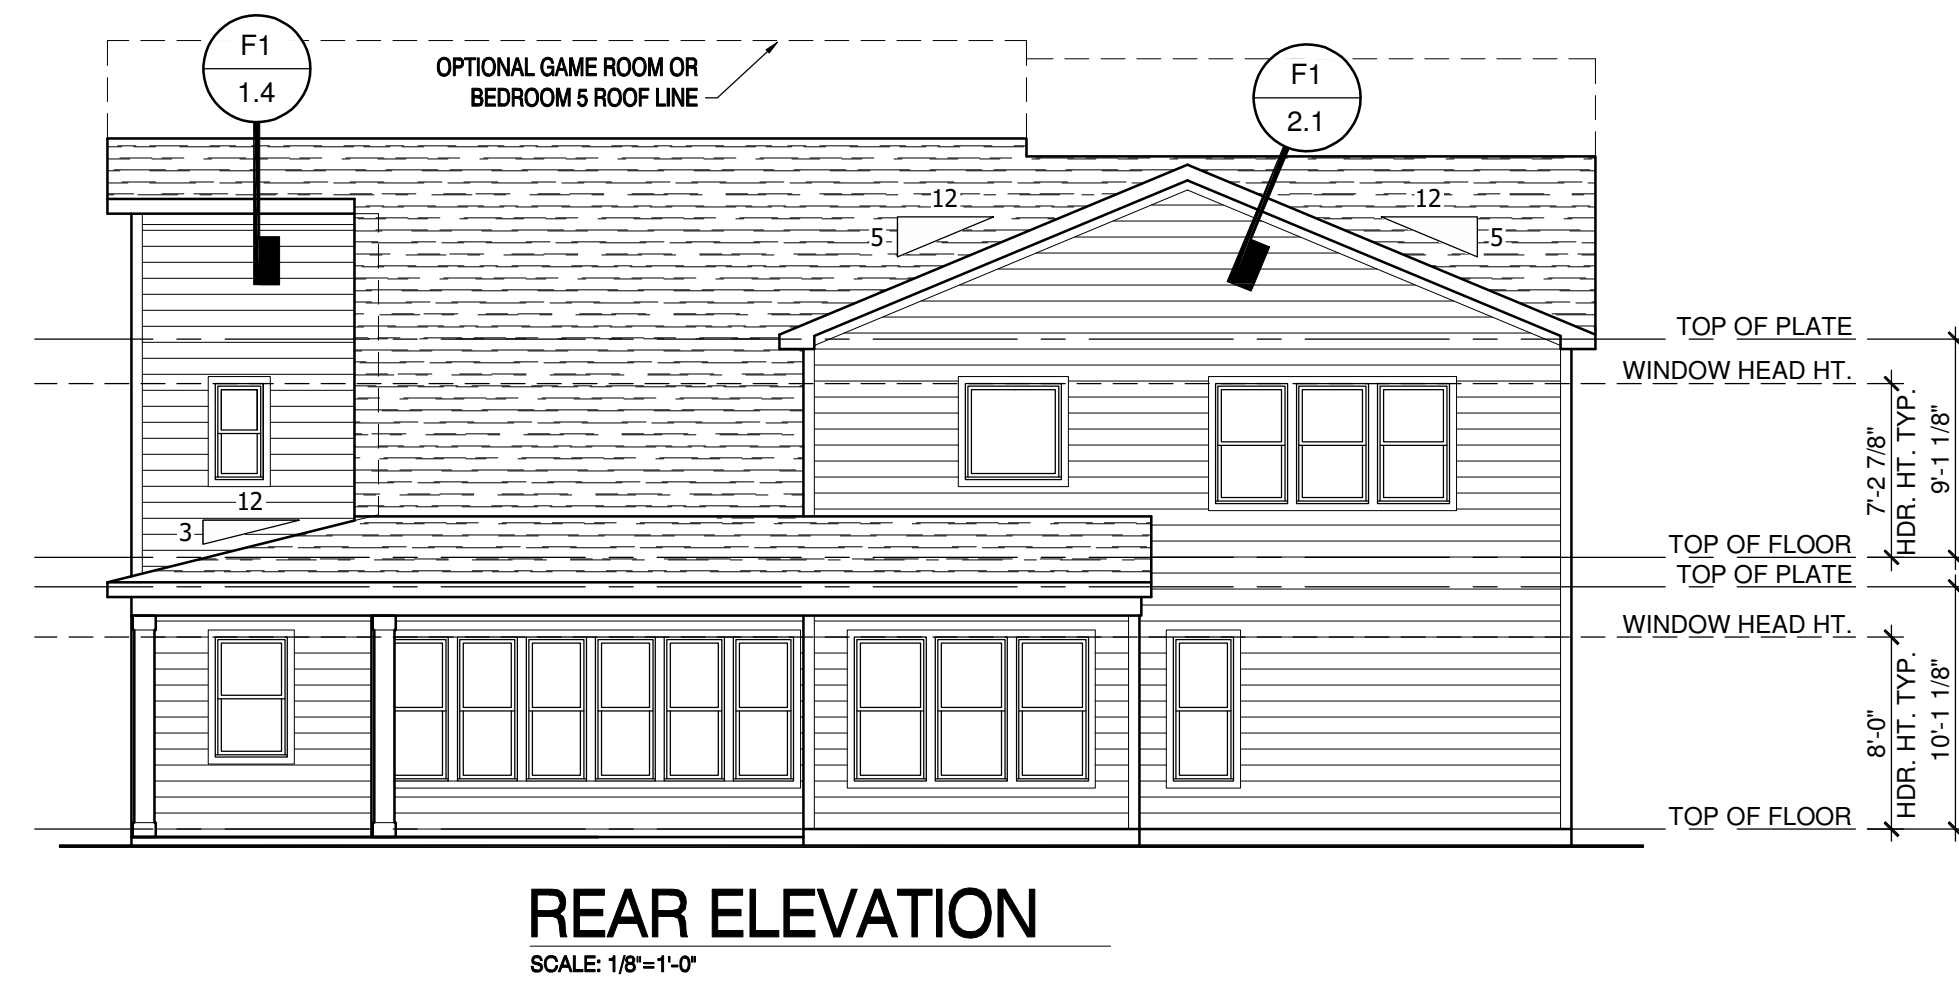 F1
1.4
OPTIONAL GAME ROOM OR
BEDROOM 5 ROOF LINE
F1
2.1
12
5
12
5
TOP OF PLATE
WINDOW HEAD HT.
12
3
TOP OF FLOOR
TOP OF PLATE
7'-2 7/8"
HDR. HT. TYP.
9'-1 1/8"
WINDOW HEAD HT.
TOP OF FLOOR
8'-0"
HDR. HT. TYP.
10'-1 1/8"
REAR ELEVATION
SCALE: 1/8"=1'-0"